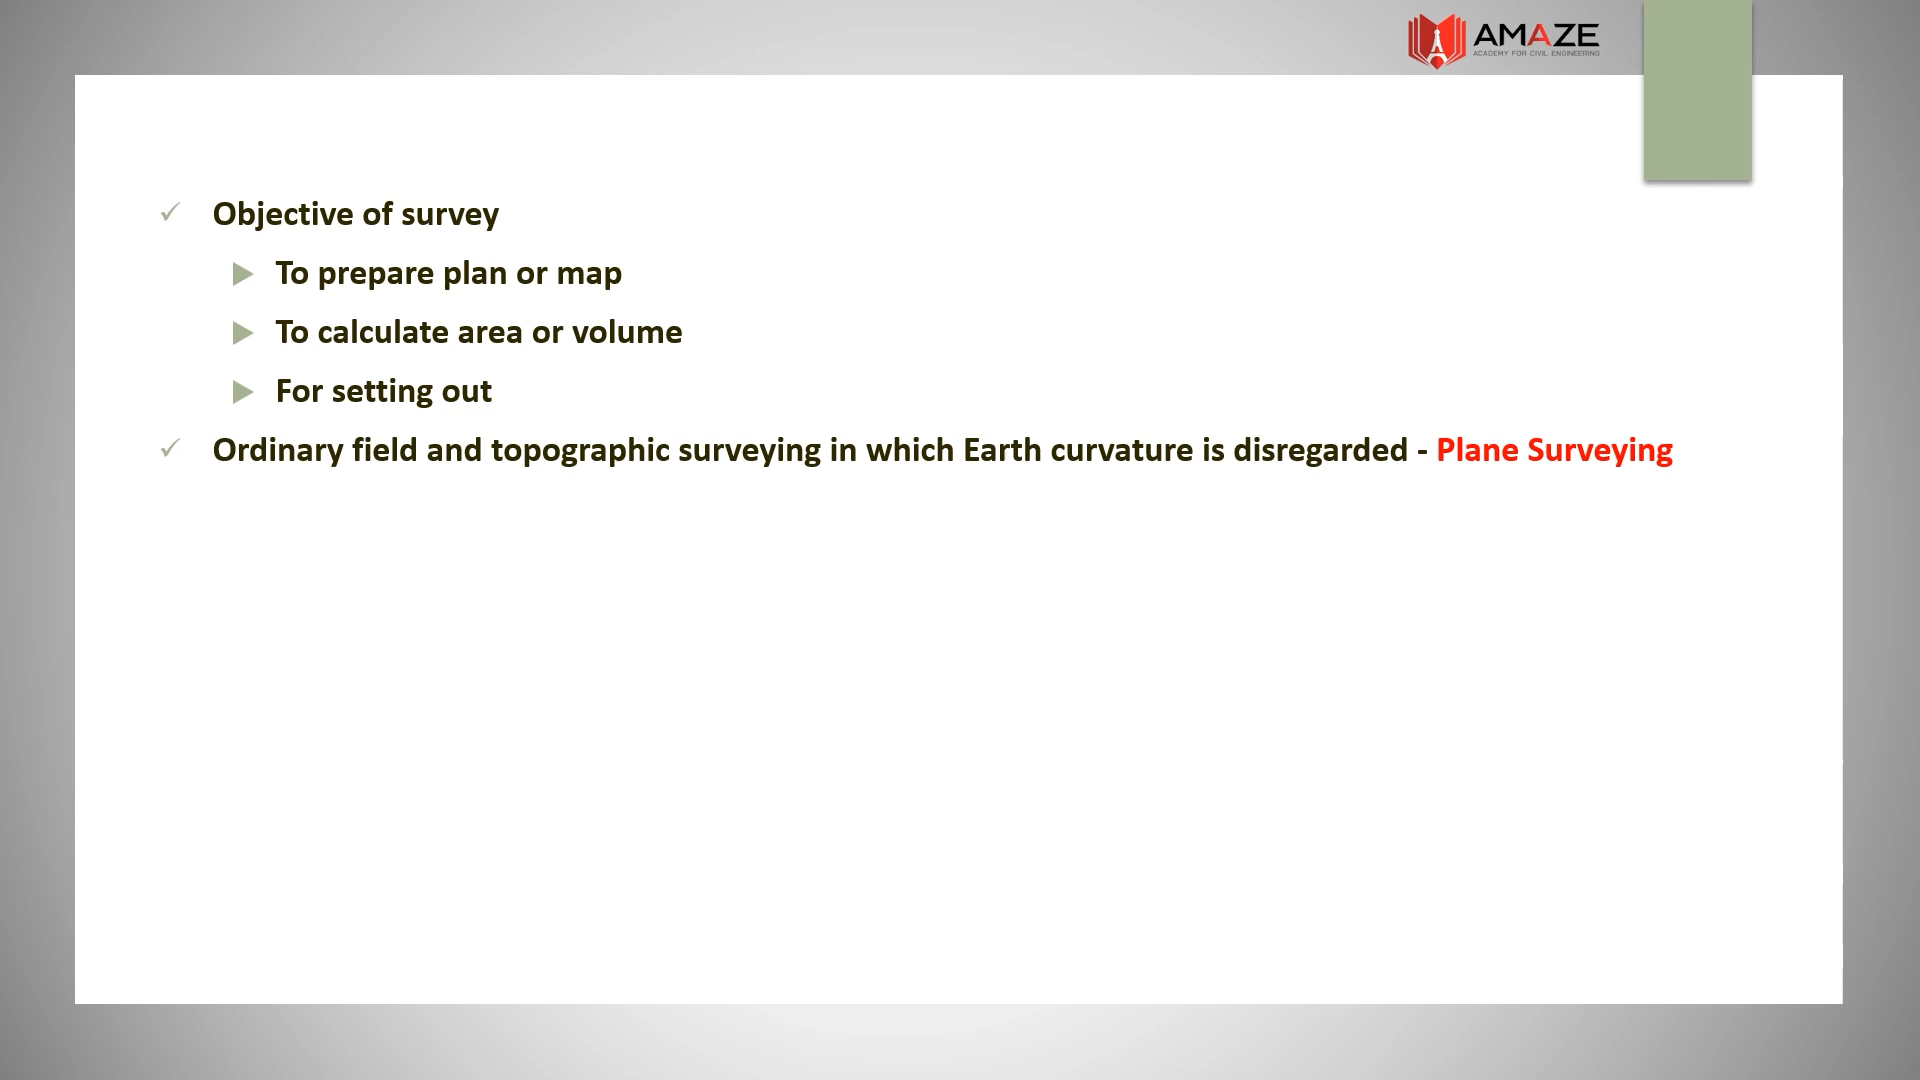 AMAZE
ACADEMY FOR CIVIL ENGINEERING
Objective of survey
To prepare plan or map
To calculate area or volume
For setting out
Ordinary field and topographic surveying in which Earth curvature is disregarded - Plane Surveying